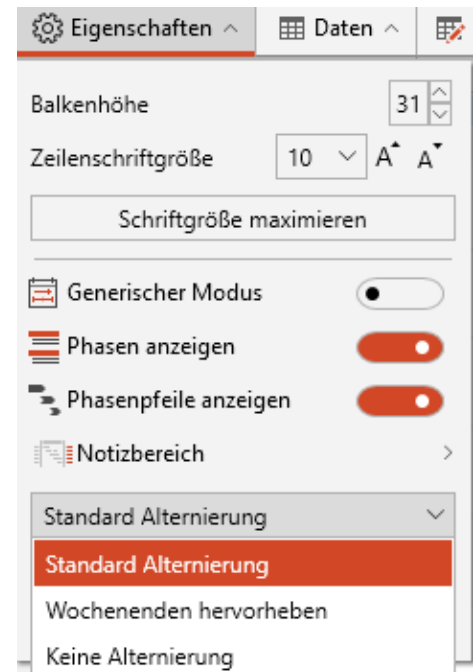 Eigenschaften
Daten
Balkenhöhe
31
Zeilenschriftgröße
10
A A
Schriftgröße maximieren
Generischer Modus
Phasen anzeigen
Phasenpfeile anzeigen
Notizbereich
Standard Alternierung
Standard Alternierung
Wochenenden hervorheben
Keine Alternierung